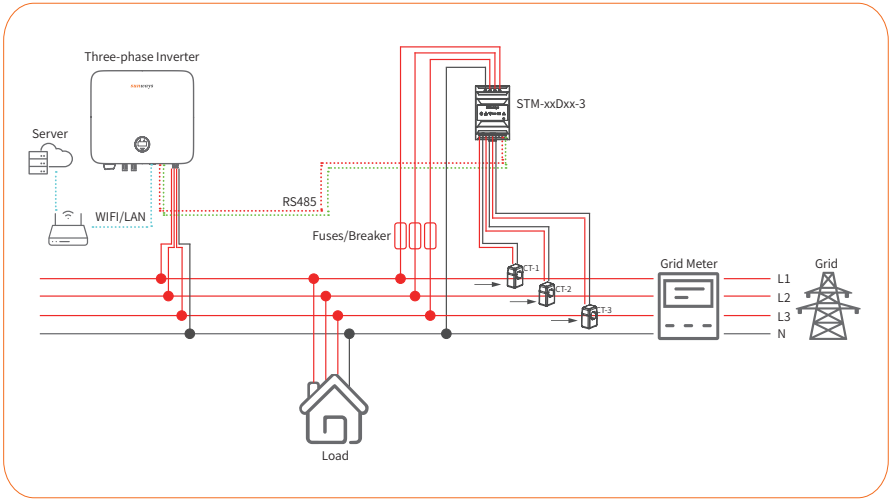 Three-phase Inverter
STM-xxDxx-3
Server
WIFI/LAN
RS485
Fuses/Breaker
CT-1
CT-2
CT-3
Grid Meter
Grid
L1
L2
L3
N
Load